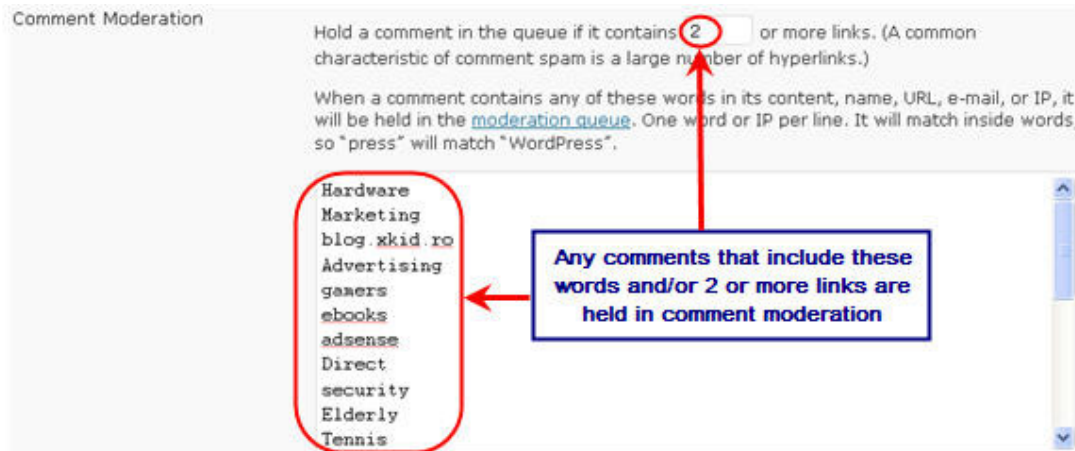 Comment Moderation
Hold a comment in the queue if it contains 2 or more links. (A common
characteristic of comment spam is a large number of hyperlinks.)
When a comment contains any of these words in its content, name, URL, e-mail, or IP, it
will be held in the moderation queue. One word or IP per line. It will match inside words,
so "press" will match "WordPress".
Hardware
Marketing
blog.xkid.ro
Advertising
gamers
ebooks
adsense
Direct
security
Elderly
Tennis
Any comments that include these
words and/or 2 or more links are
held in comment moderation